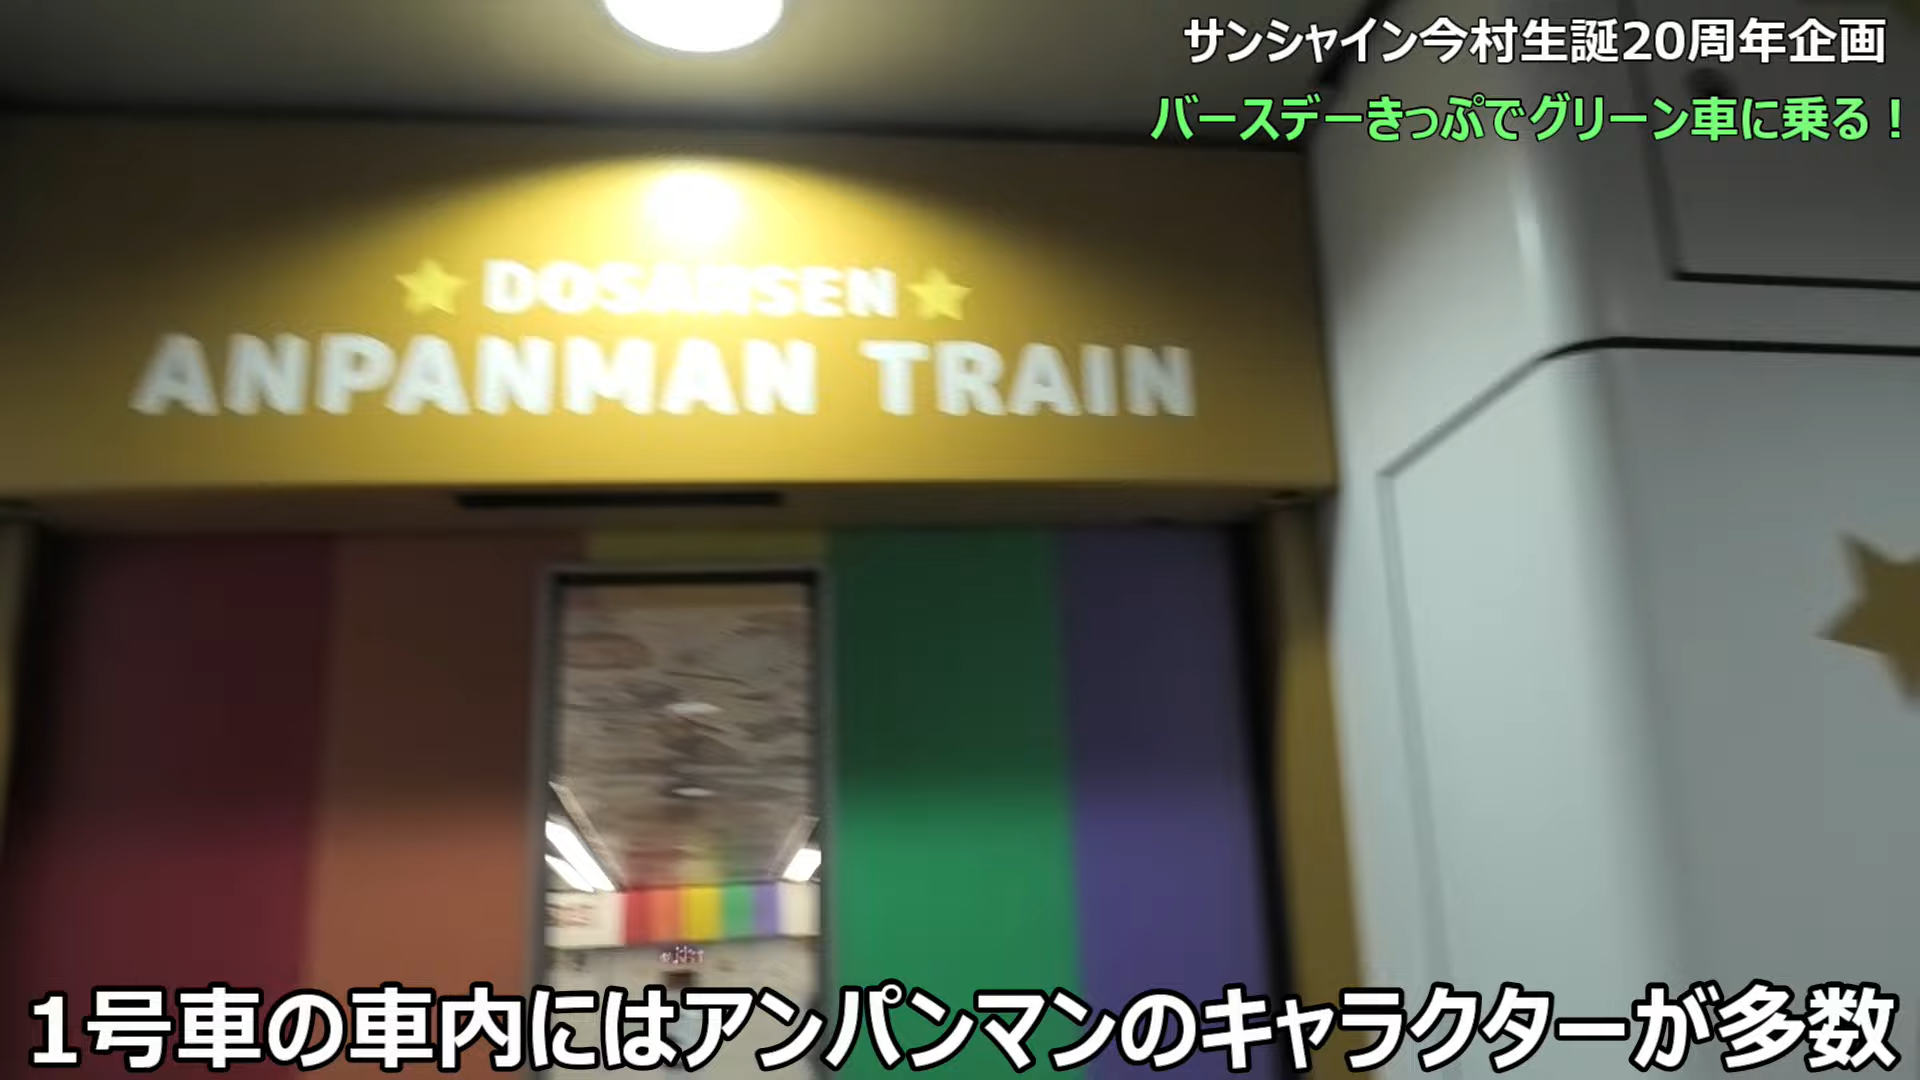 サンシャイン今村生誕20周年企画
バースデーきっぷでグリーン車に乗る！
DOSANSEN
ANPANMAN TRAIN
1号車の車内にはアンパンマンのキャラクターが多数